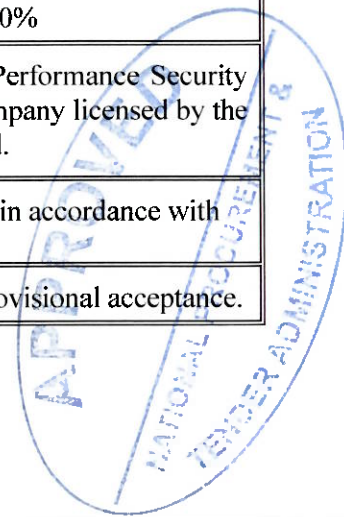 0%
Performance Security
mpany licensed by the
d.
in accordance with
ovisional acceptance.
APPROVED
NATIONAL PROCUREMENT &
TENDER ADMINISTRATION